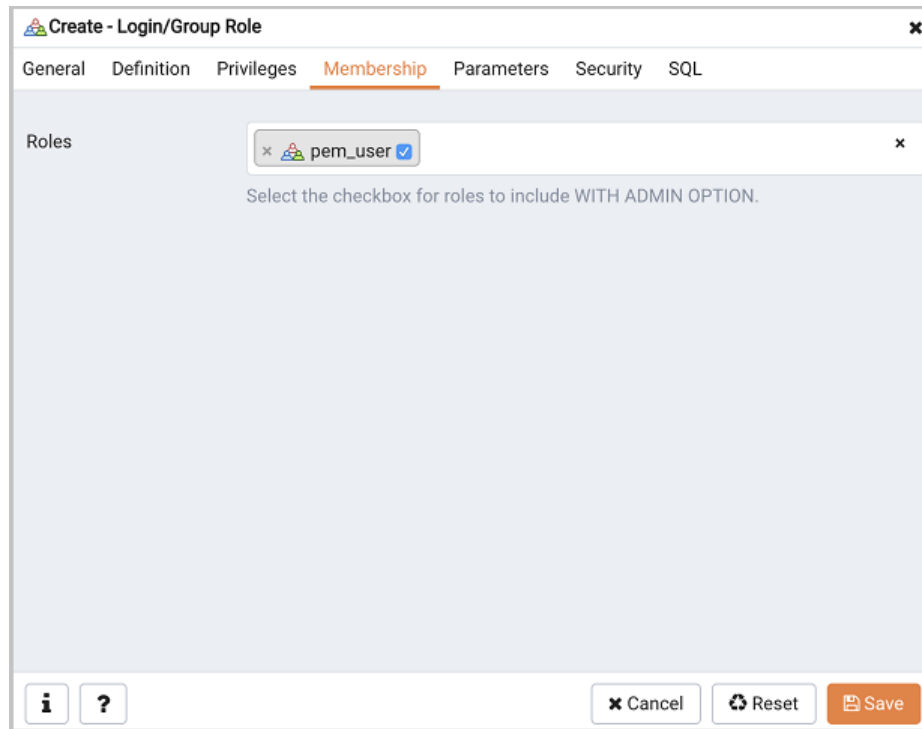 Create - Login/Group Role
General Definition Privileges Membership Parameters Security SQL
Roles
pem_user
Select the checkbox for roles to include WITH ADMIN OPTION.
i ? Cancel Reset Save